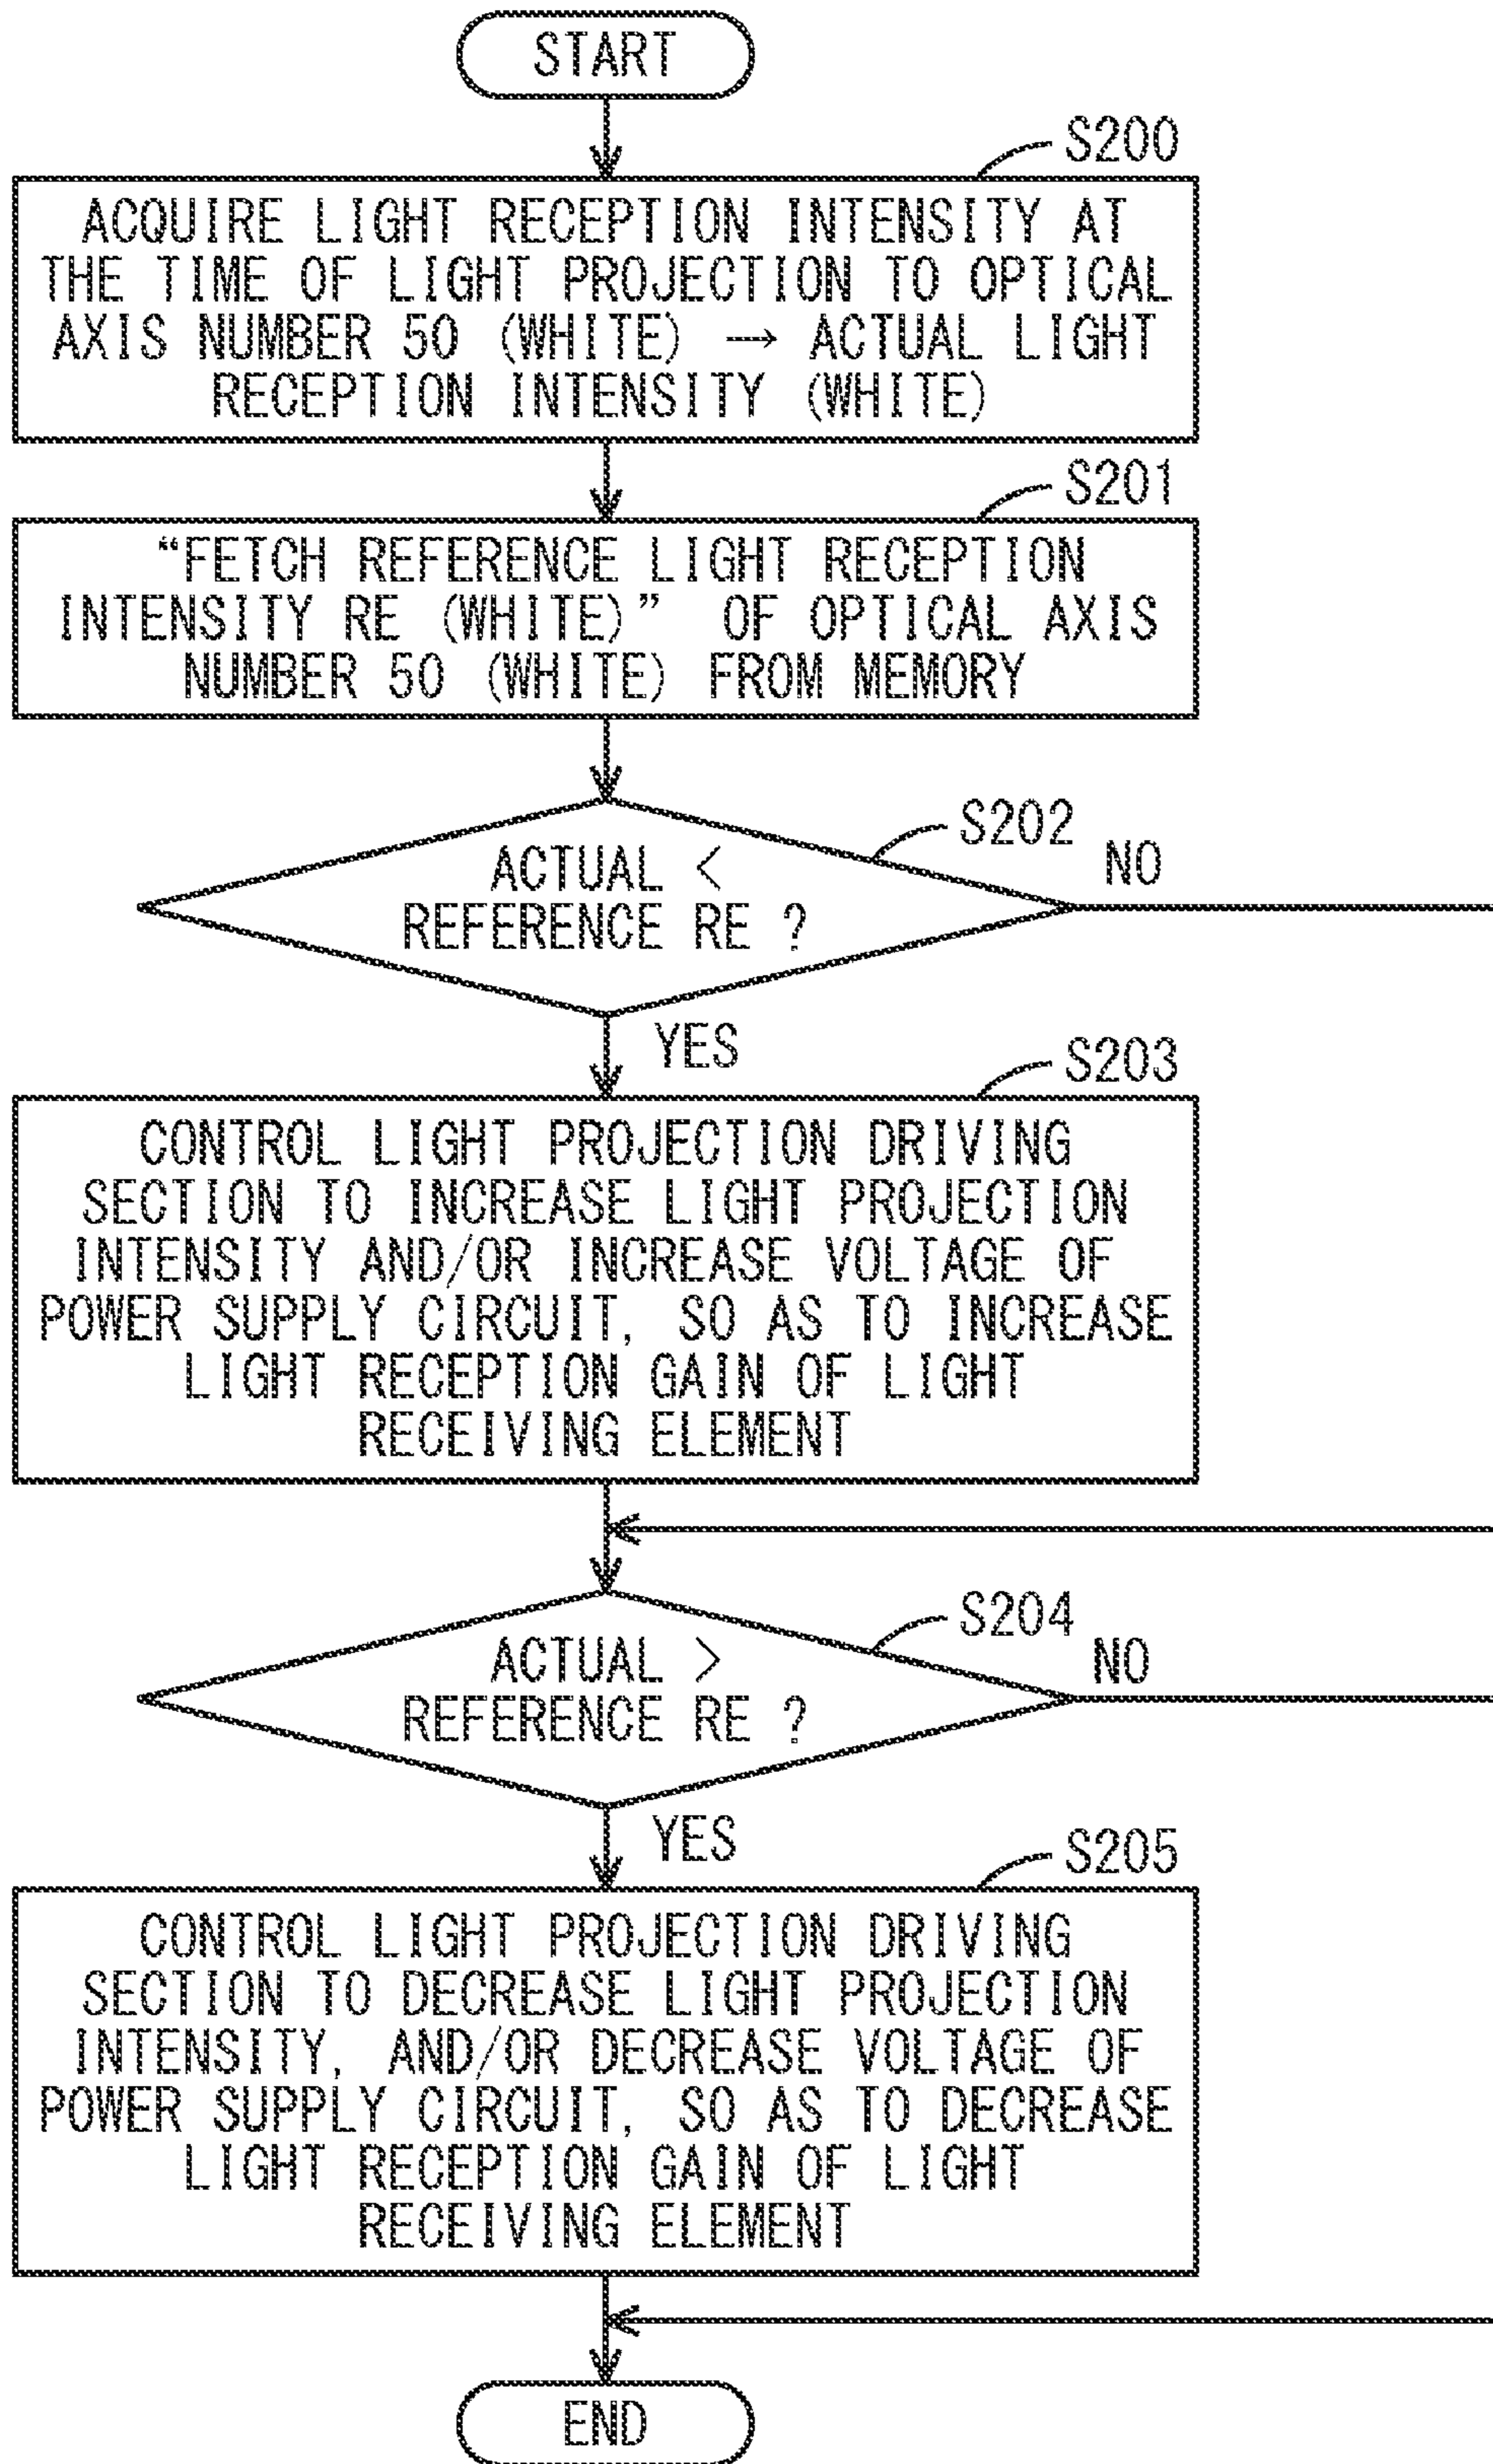 START
S200
ACQUIRE LIGHT RECEPTION INTENSITY AT
THE TIME OF LIGHT PROJECTION TO OPTICAL
AXIS NUMBER 50 (WHITE) → ACTUAL LIGHT
RECEPTION INTENSITY (WHITE)
S201
“FETCH REFERENCE LIGHT RECEPTION
INTENSITY RE (WHITE)” OF OPTICAL AXIS
NUMBER 50 (WHITE) FROM MEMORY
S202
NO
ACTUAL <
REFERENCE RE ?
YES
S203
CONTROL LIGHT PROJECTION DRIVING
SECTION TO INCREASE LIGHT PROJECTION
INTENSITY AND/OR INCREASE VOLTAGE OF
POWER SUPPLY CIRCUIT, SO AS TO INCREASE
LIGHT RECEPTION GAIN OF LIGHT
RECEIVING ELEMENT
S204
NO
ACTUAL >
REFERENCE RE ?
YES
S205
CONTROL LIGHT PROJECTION DRIVING
SECTION TO DECREASE LIGHT PROJECTION
INTENSITY, AND/OR DECREASE VOLTAGE OF
POWER SUPPLY CIRCUIT, SO AS TO DECREASE
LIGHT RECEPTION GAIN OF LIGHT
RECEIVING ELEMENT
END